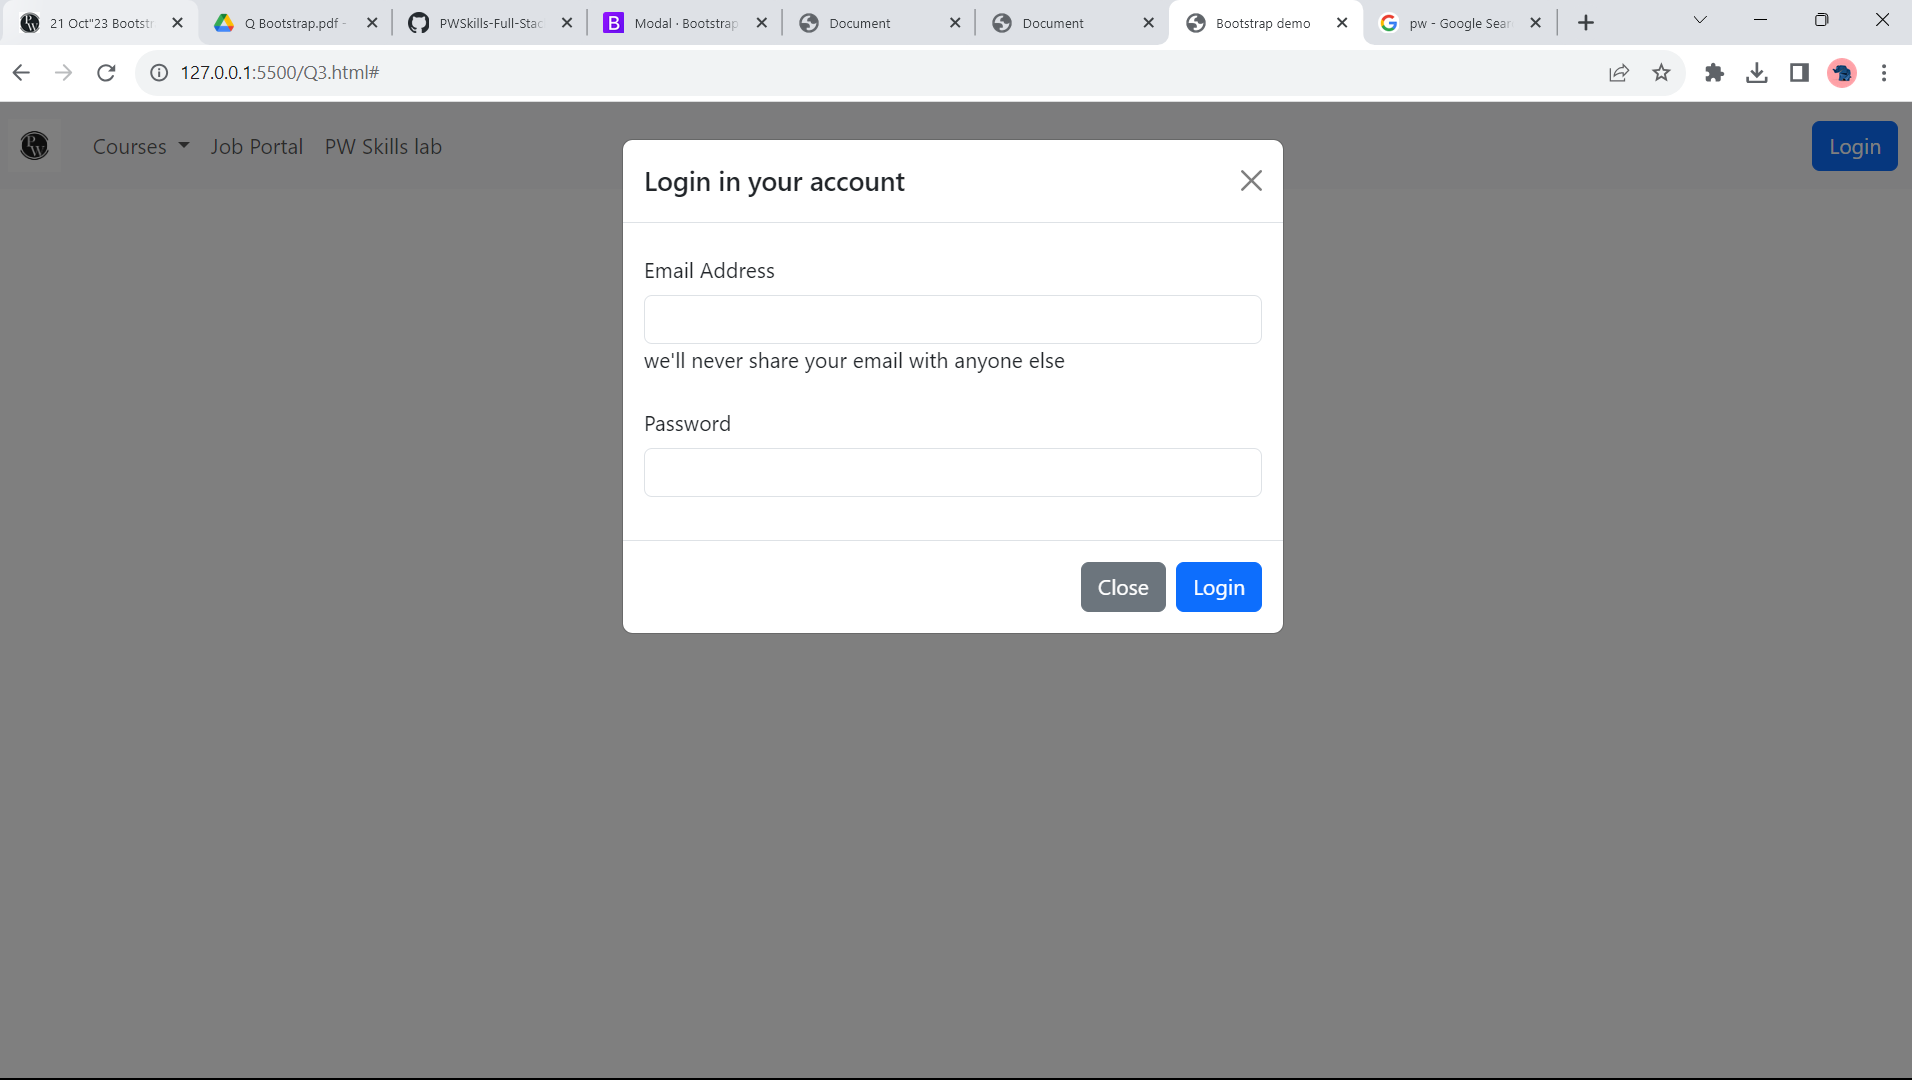 21 Oct"23 Bootstr
Q Bootstrap.pdf -
PWSkills-Full-Stac
B
Modal · Bootstrap
Document
Document
Bootstrap demo
pw - Google Sear
127.0.0.1:5500/Q3.html#
PW
Courses
Job Portal
PW Skills lab
Login
Login in your account
Email Address
we'll never share your email with anyone else
Password
Close
Login